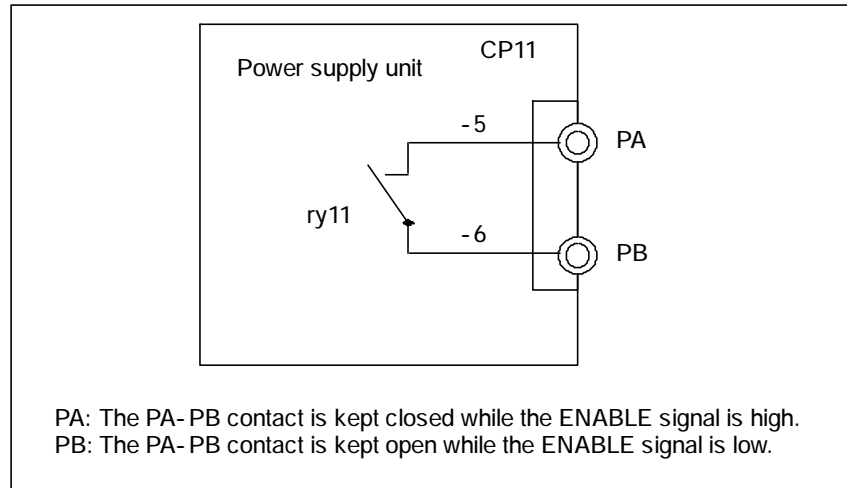 CP11
Power supply unit
-5
PA
ry11
-6
PB
PA: The PA-PB contact is kept closed while the ENABLE signal is high.
PB: The PA-PB contact is kept open while the ENABLE signal is low.